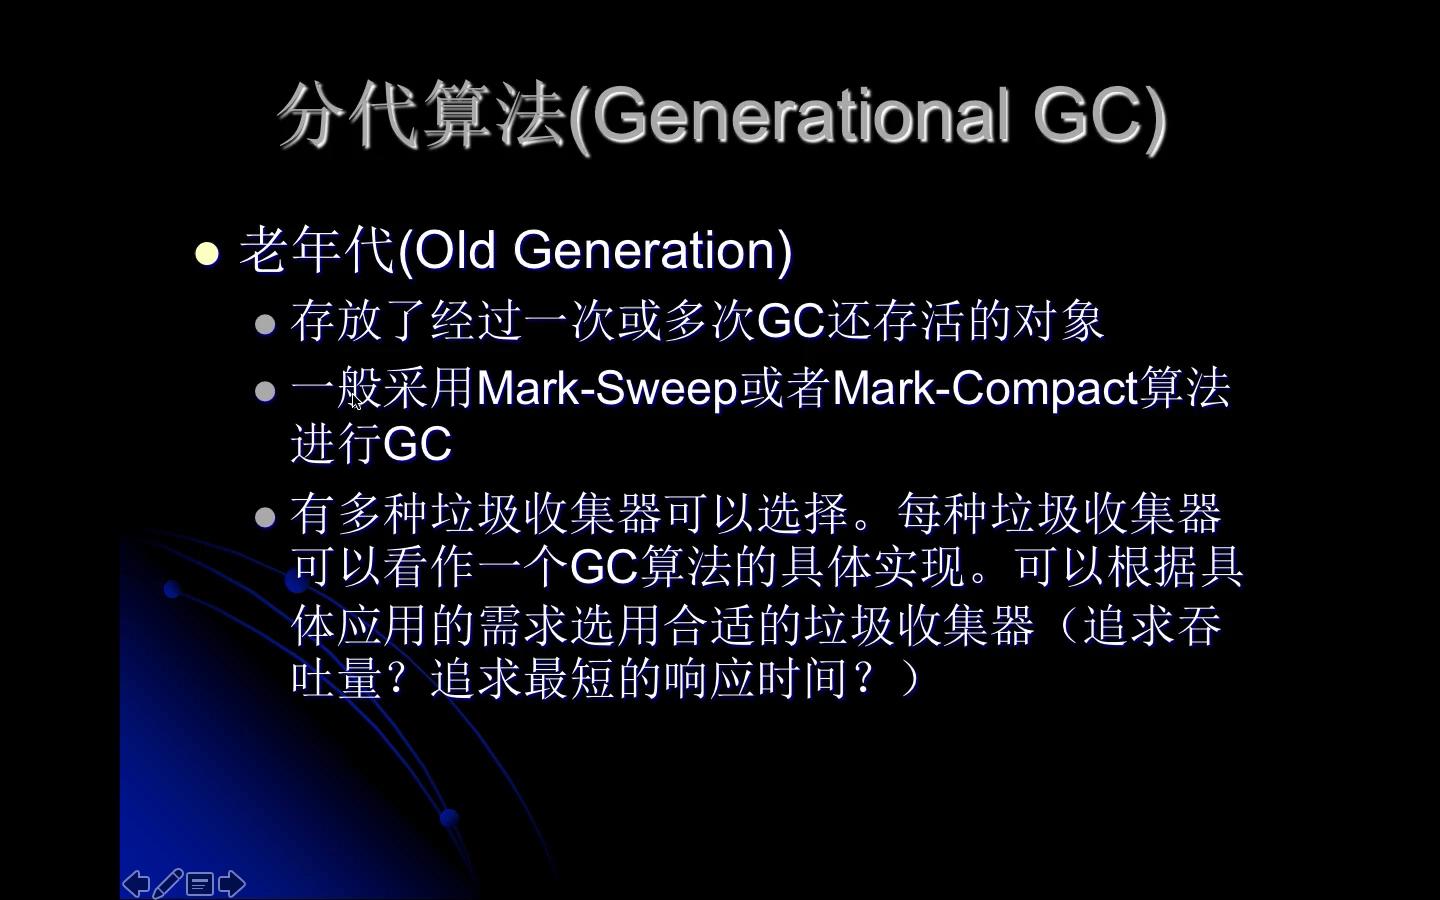 分代算法(Generational GC)
老年代(Old Generation)
存放了经过一次或多次GC还存活的对象
一般采用Mark-Sweep或者Mark-Compact算法
进行GC
有多种垃圾收集器可以选择。每种垃圾收集器
可以看作一个GC算法的具体实现。可以根据具
体应用的需求选用合适的垃圾收集器（追求吞
吐量？追求最短的响应时间？）